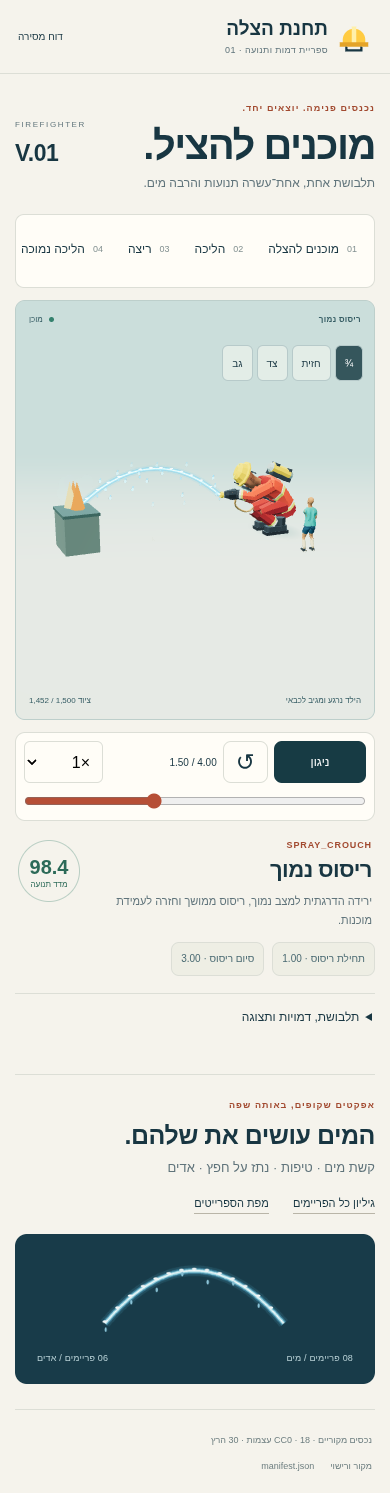 תחנת הצלה
ספריית דמות ותנועה · 01
דוח מסירה
נכנסים פנימה. יוצאים יחד.
מוכנים להציל.
FIREFIGHTER
V.01
תלבושת אחת, אחת־עשרה תנועות והרבה מים.
01 מוכנים להצלה 02 הליכה 03 ריצה 04 הליכה נמוכה
ריסוס נמוך
מוכן
¾ חזית צד גב
הילד נרגע ומגיב לכבאי
1,452 / 1,500 ציוד
ניגון ↺ 1.50 / 4.00 1×
SPRAY_CROUCH
ריסוס נמוך
ירידה הדרגתית למצב נמוך, ריסוס ממושך וחזרה לעמידת מוכנות.
98.4
מדד תנועה
תחילת ריסוס · 1.00
סיום ריסוס · 3.00
תלבושת, דמויות ותצוגה
אפקטים שקופים, באותה שפה
המים עושים את שלהם.
קשת מים · טיפות · נתז על חפץ · אדים
גיליון כל הפריימים
מפת הספרייטים
08 פריימים / מים
06 פריימים / אדים
נכסים מקוריים · CC0 · 18 עצמות · 30 הרץ
מקור ורישוי
manifest.json